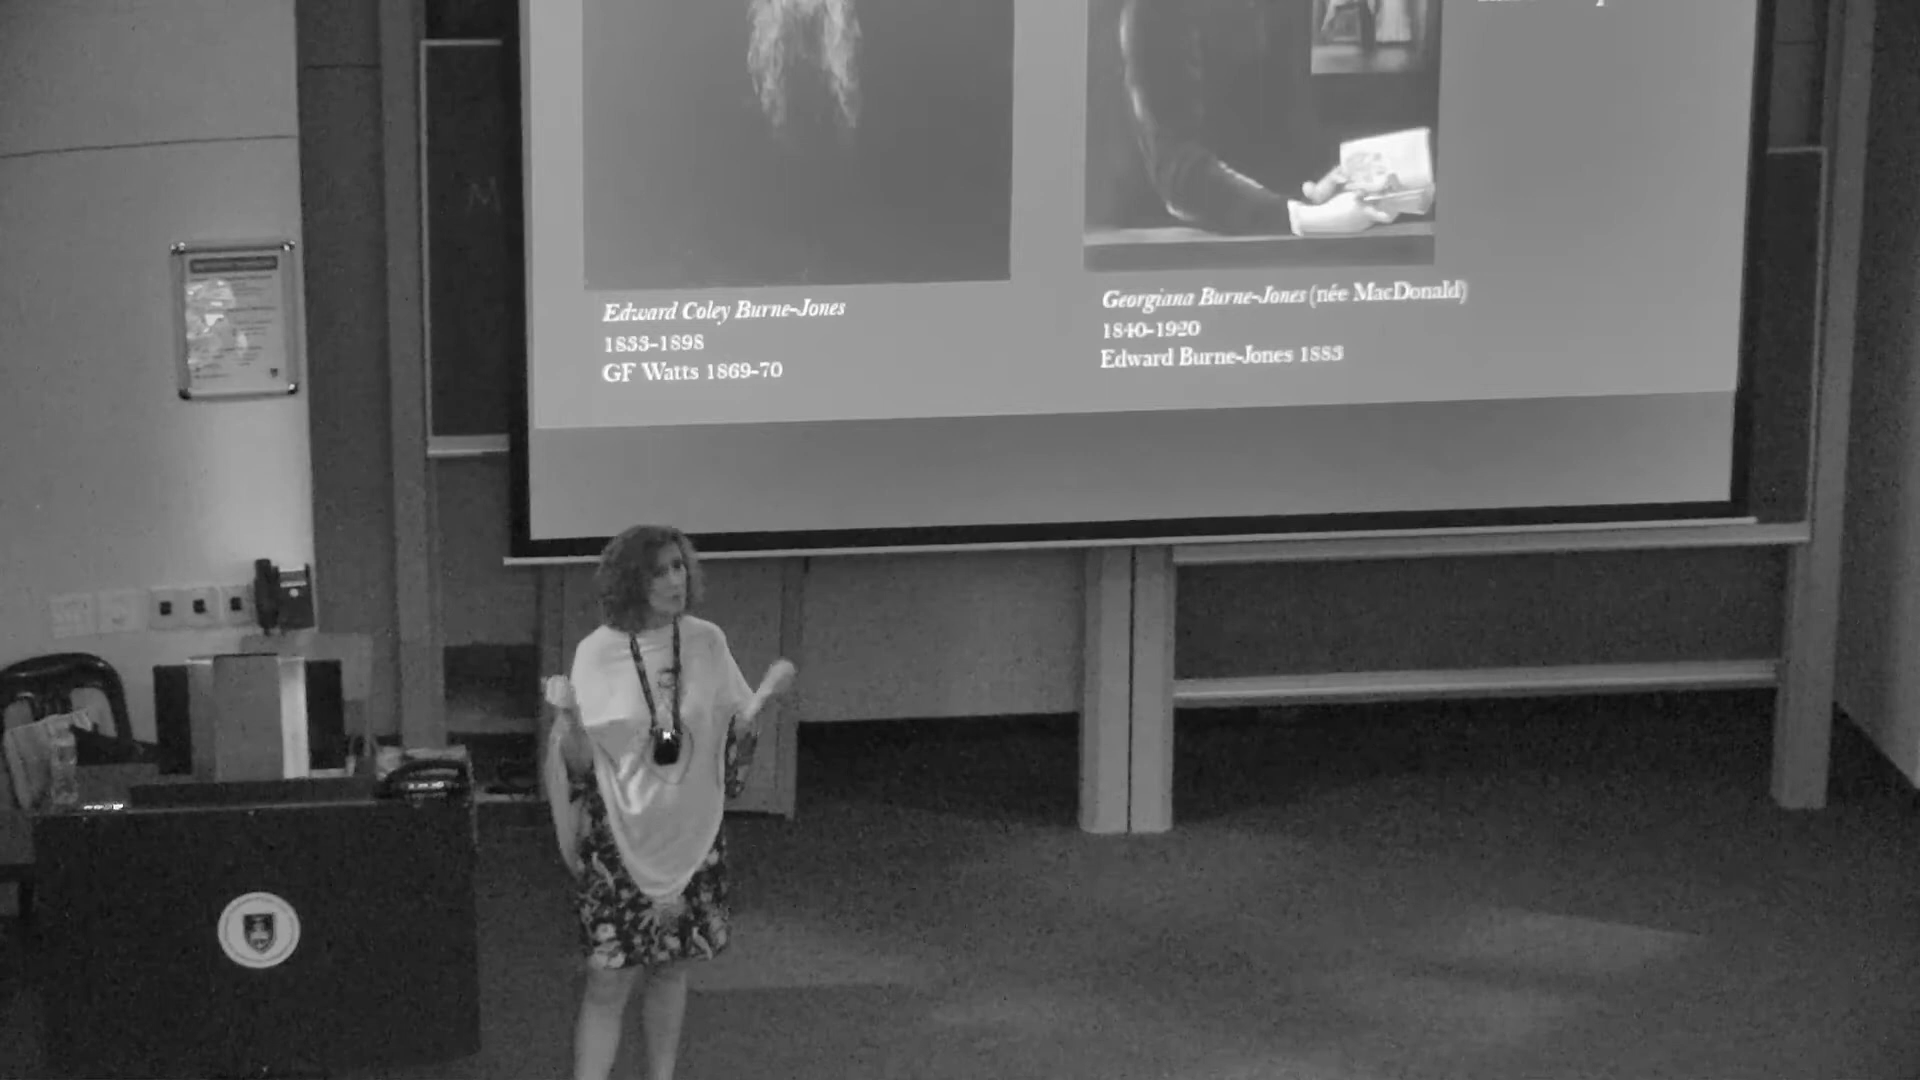 Edward Coley Burne-Jones
1833-1898
GF Watts 1869-70
Georgiana Burne-Jones (née MacDonald)
1840-1920
Edward Burne-Jones 1883